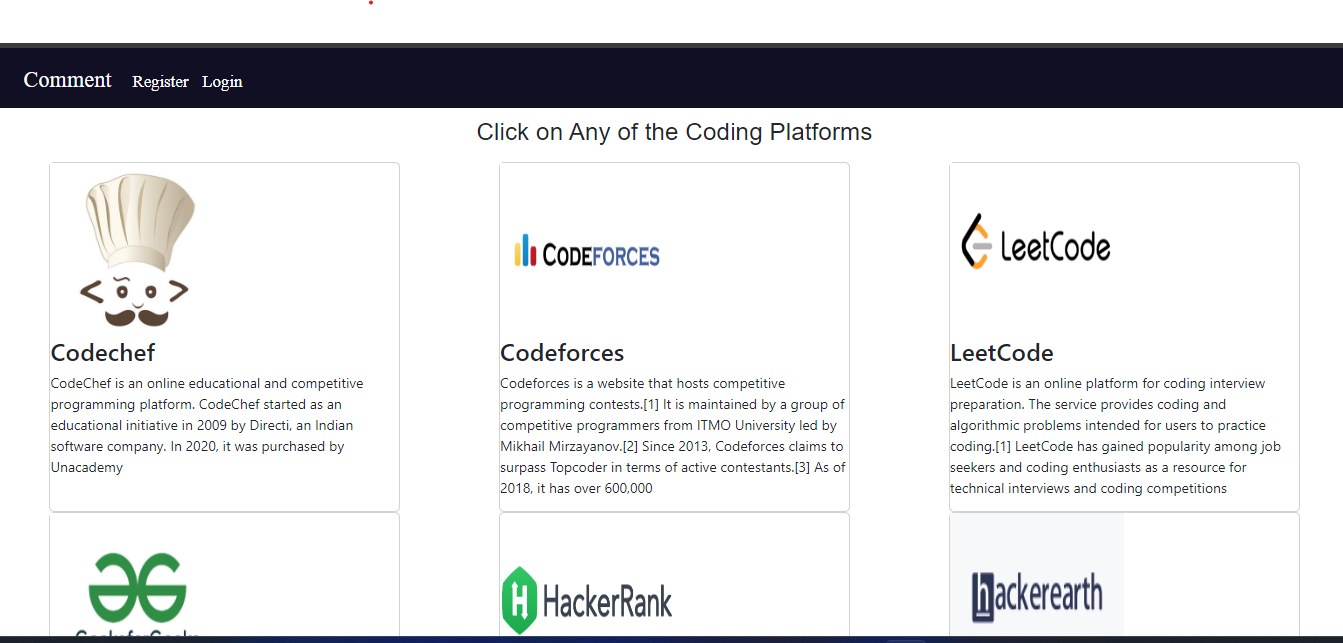 Comment Register Login
Click on Any of the Coding Platforms
CODEFORCES
LeetCode
Codechef
CodeChef is an online educational and competitive
programming platform. CodeChef started as an
educational initiative in 2009 by Directi, an Indian
software company. In 2020, it was purchased by
Unacademy
Codeforces
Codeforces is a website that hosts competitive
programming contests.[1] It is maintained by a group of
competitive programmers from ITMO University led by
Mikhail Mirzayanov.[2] Since 2013, Codeforces claims to
surpass Topcoder in terms of active contestants.[3] As of
2018, it has over 600,000
LeetCode
LeetCode is an online platform for coding interview
preparation. The service provides coding and
algorithmic problems intended for users to practice
coding.[1] LeetCode has gained popularity among job
seekers and coding enthusiasts as a resource for
technical interviews and coding competitions
HackerRank
hackerearth